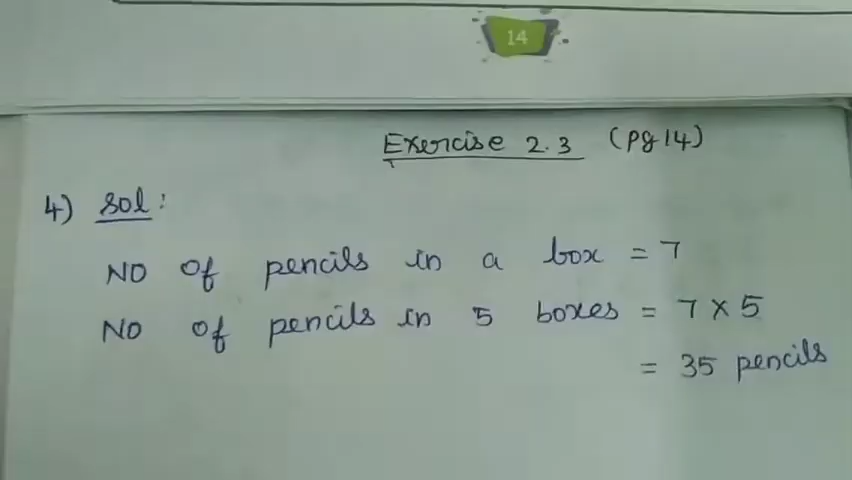 14
Exercise 2.3 (pg 14)
4) Sol:
NO of pencils in a box = 7
NO of pencils in 5 boxes = 7 × 5
= 35 pencils